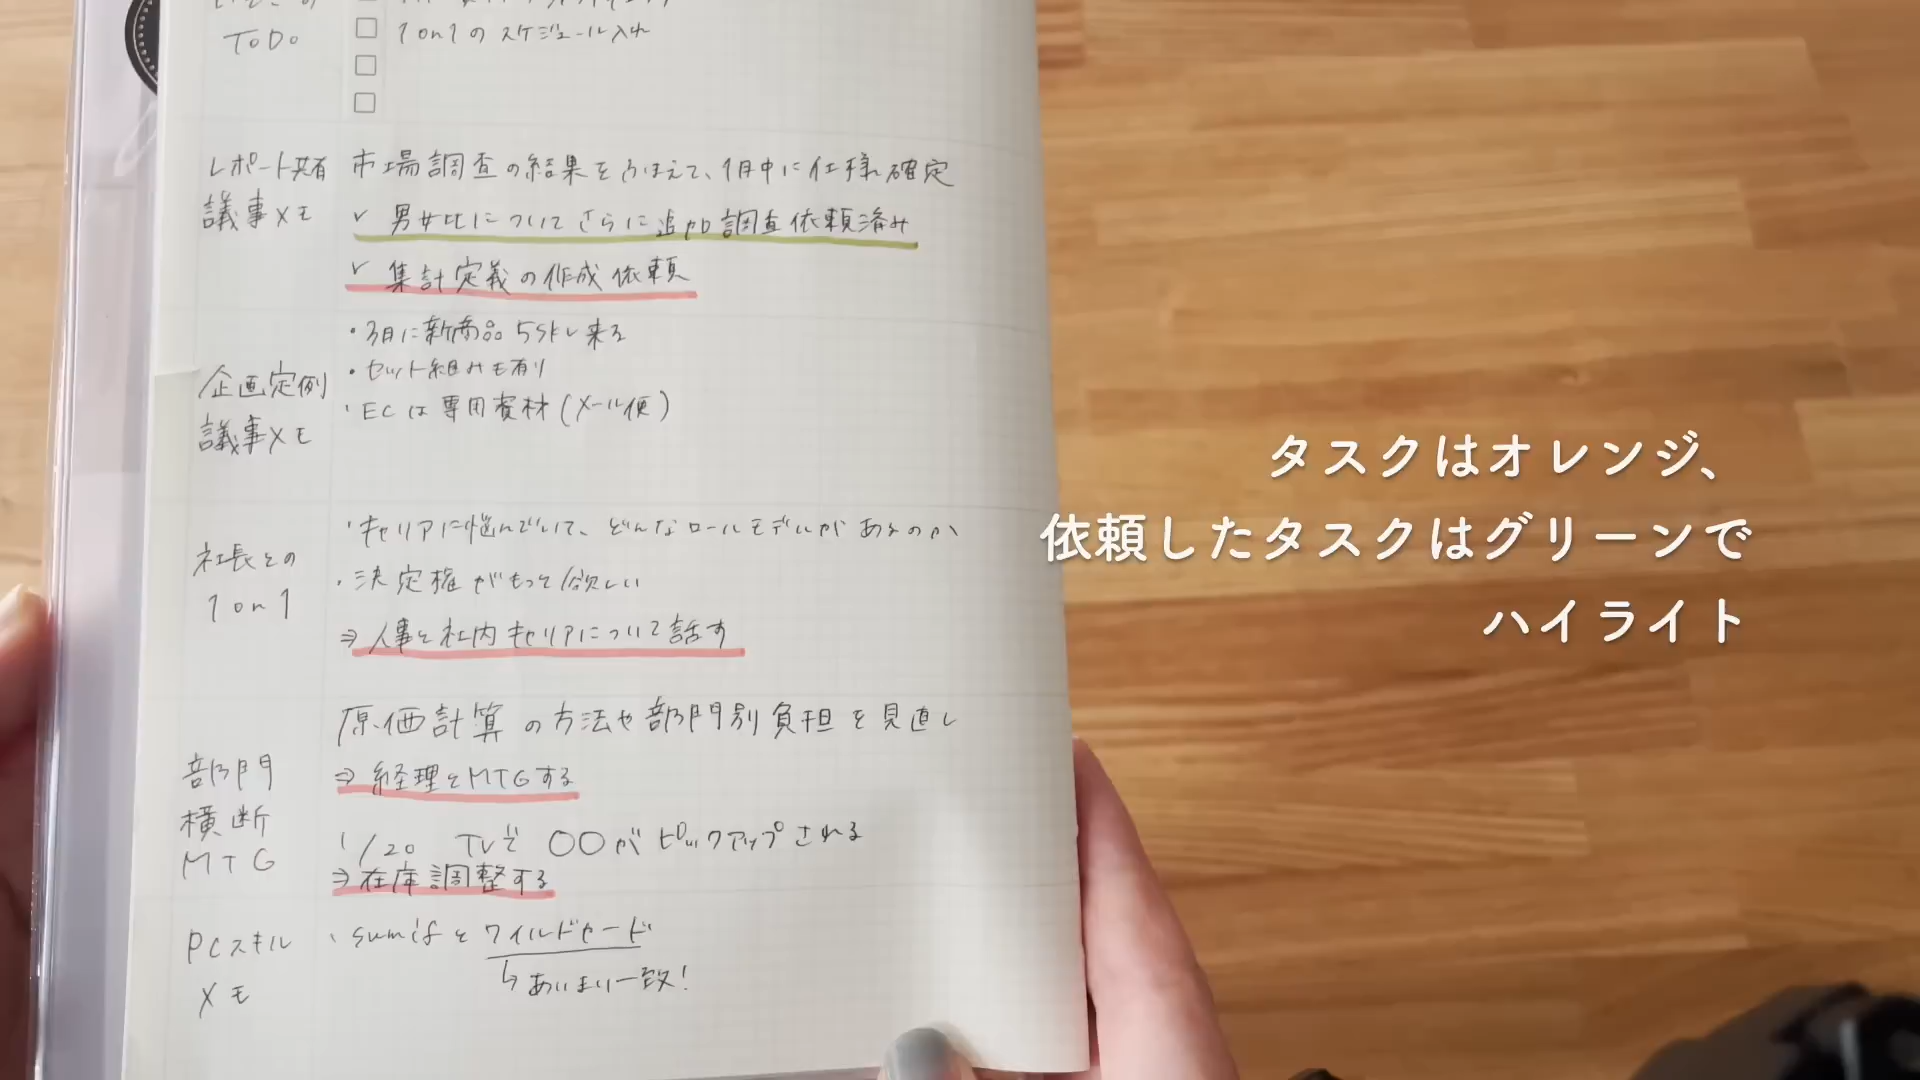 ToDo
1on1の スケジュール入れ
レポート共有
議事メモ
市場調査の結果をふまえて、1月中に仕様確定
✓ 男女比についてさらに追加調査依頼済み
✓ 集計定義の作成依頼
企画定例
議事メモ
・3月に新商品 5SKU 来る
・セット組みも有り
・ECは専用資材(メール便)
社長との
1on1
・キャリアに悩んでいて、どんなロールモデルがあるのか
・決定権がもっと欲しい
⇒ 人事と社内キャリアについて話す
部門
横断
MTG
原価計算の方法や部門別負担を見直し
⇒ 経理とMTGする
1/20 TVで 〇〇がピックアップされる
⇒在庫調整する
PCスキル
メモ
・sumifとワイルドカード
↳ あいまい一致!
タスクはオレンジ、
依頼したタスクはグリーンで
ハイライト